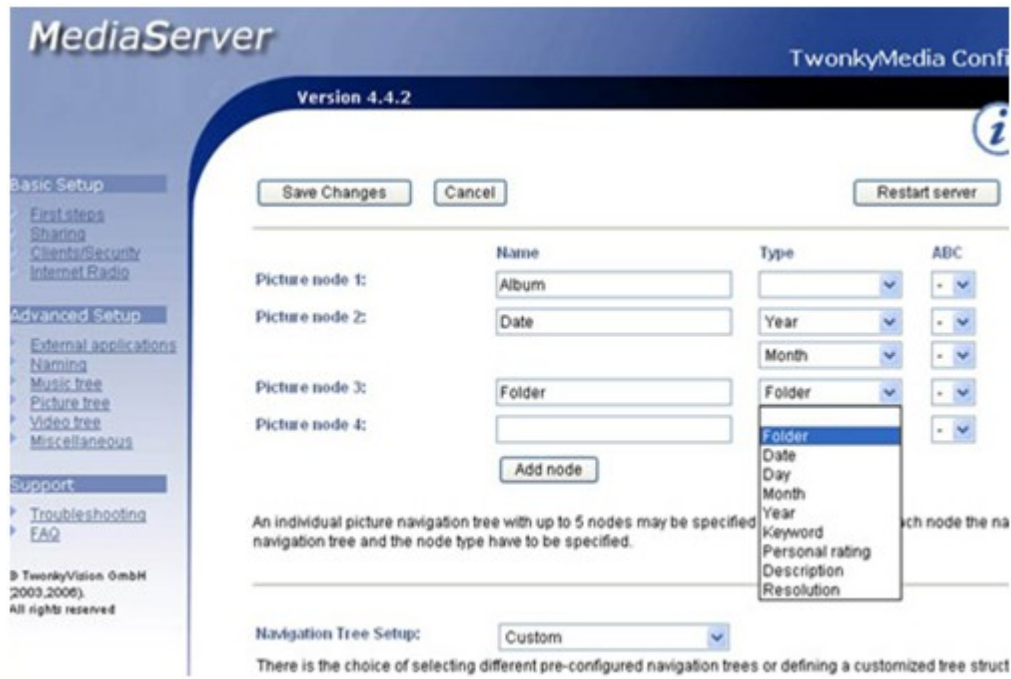 MediaServer
TwonkyMedia Confi
Version 4.4.2
i
Basic Setup
First steps
Sharing
Clients/Security
Internet Radio
Advanced Setup
External applications
Naming
Music tree
Picture tree
Video tree
Miscellaneous
Support
Troubleshooting
FAQ
© TwonkyVision GmbH
(2003,2006).
All rights reserved
Save Changes Cancel Restart server
Name Type ABC
Picture node 1: Album -
Picture node 2: Date Year -
Month -
Picture node 3: Folder Folder -
Picture node 4: -
Folder
Date
Day
Month
Year
Keyword
Personal rating
Description
Resolution
Add node
An individual picture navigation tree with up to 5 nodes may be specified ch node the na
navigation tree and the node type have to be specified.
Navigation Tree Setup: Custom
There is the choice of selecting different pre-configured navigation trees or defining a customized tree struct